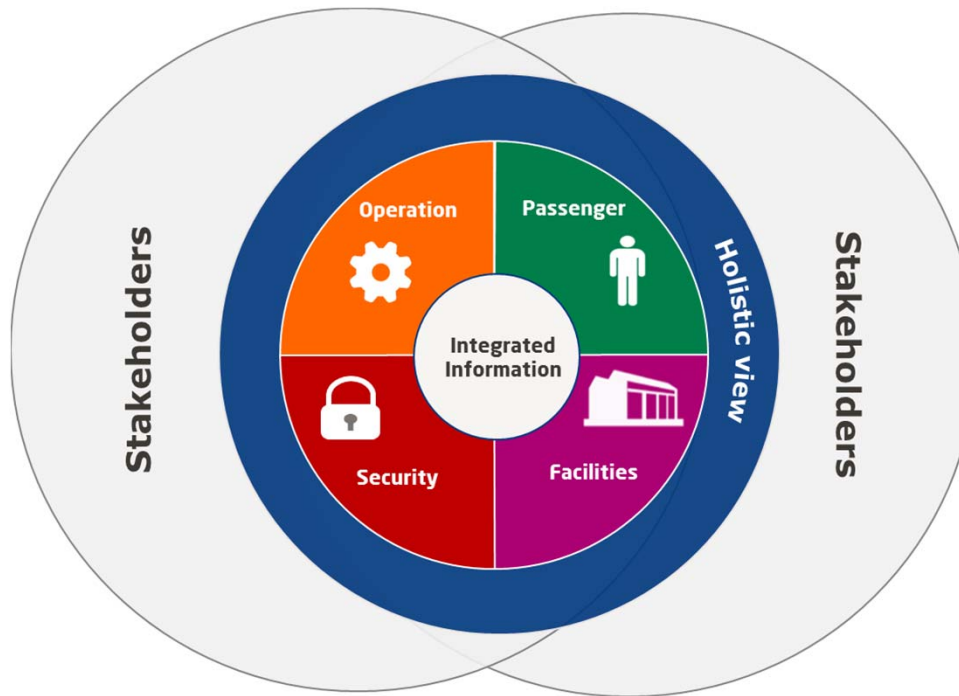 Stakeholders
Operation
Passenger
Integrated
Information
Security
Facilities
Holistic view
Stakeholders